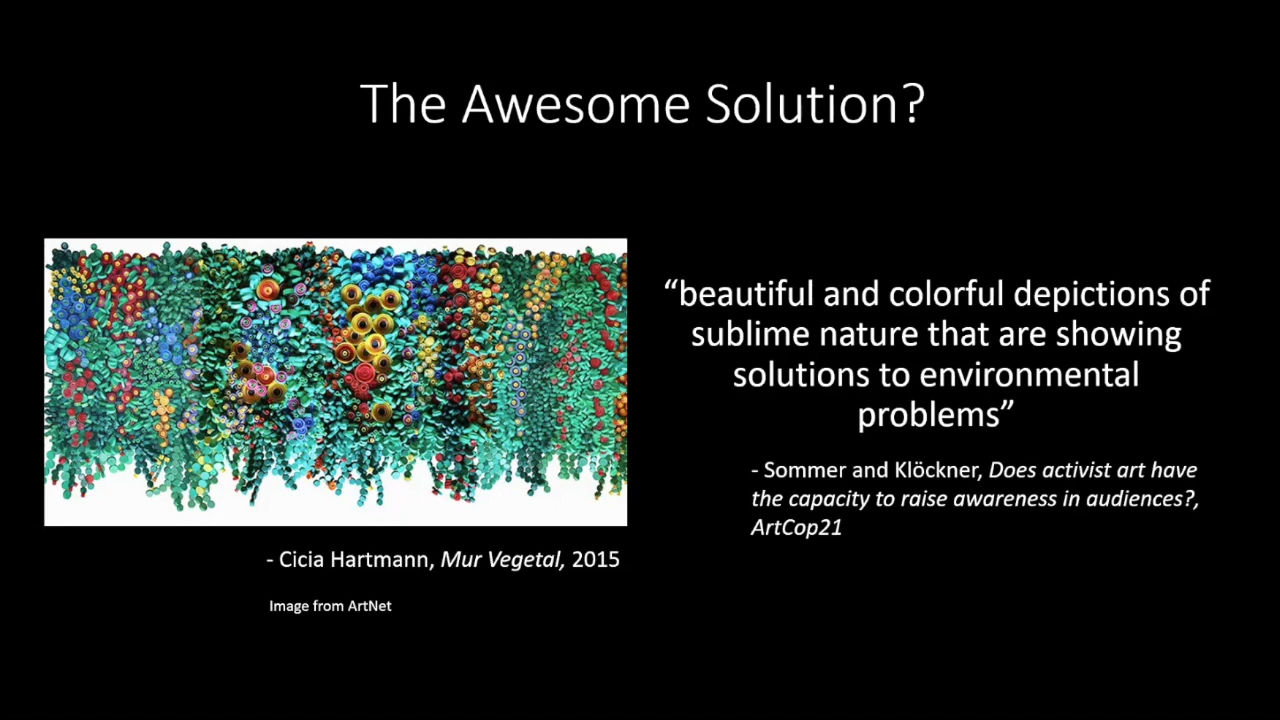 The Awesome Solution?
“beautiful and colorful depictions of
sublime nature that are showing
solutions to environmental
problems”
- Sommer and Klöckner, Does activist art have
the capacity to raise awareness in audiences?,
ArtCop21
- Cicia Hartmann, Mur Vegetal, 2015
Image from ArtNet